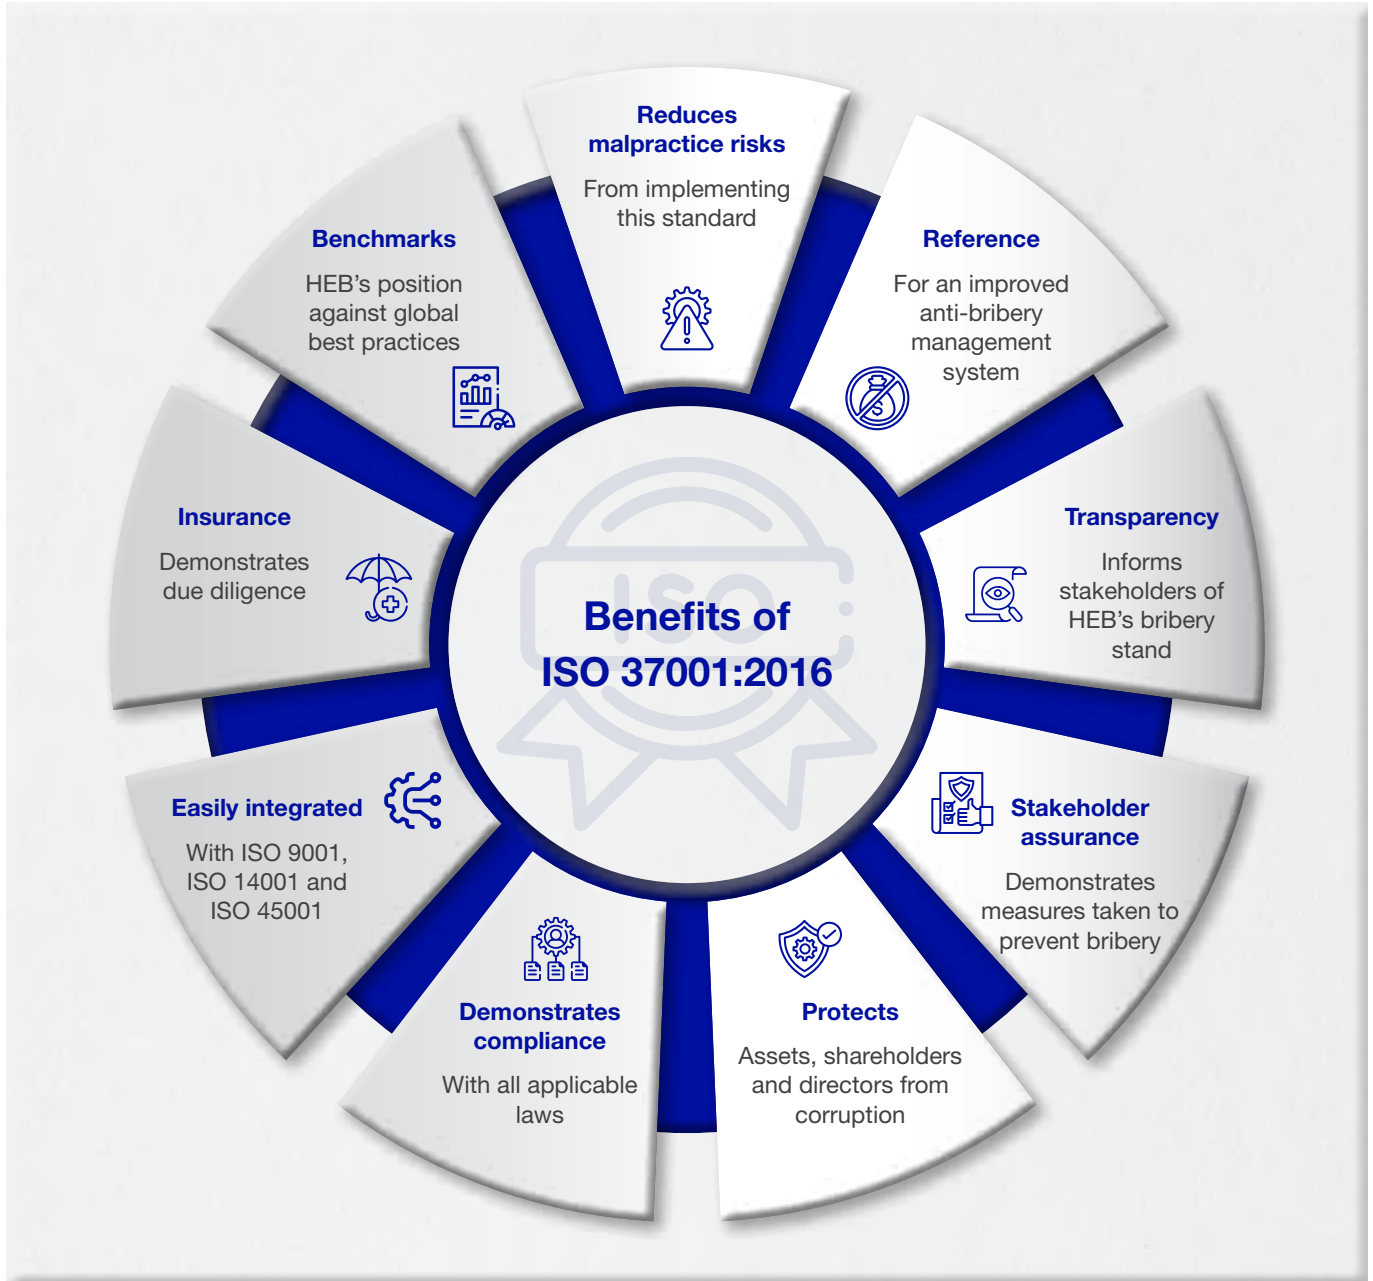 Reduces
malpractice risks
From implementing
this standard
Reference
For an improved
anti-bribery
management
system
Transparency
Informs
stakeholders of
HEB’s bribery
stand
Stakeholder
assurance
Demonstrates
measures taken to
prevent bribery
Protects
Assets, shareholders
and directors from
corruption
Demonstrates
compliance
With all applicable
laws
Easily integrated
With ISO 9001,
ISO 14001 and
ISO 45001
Insurance
Demonstrates
due diligence
Benchmarks
HEB’s position
against global
best practices
ISO
Benefits of
ISO 37001:2016